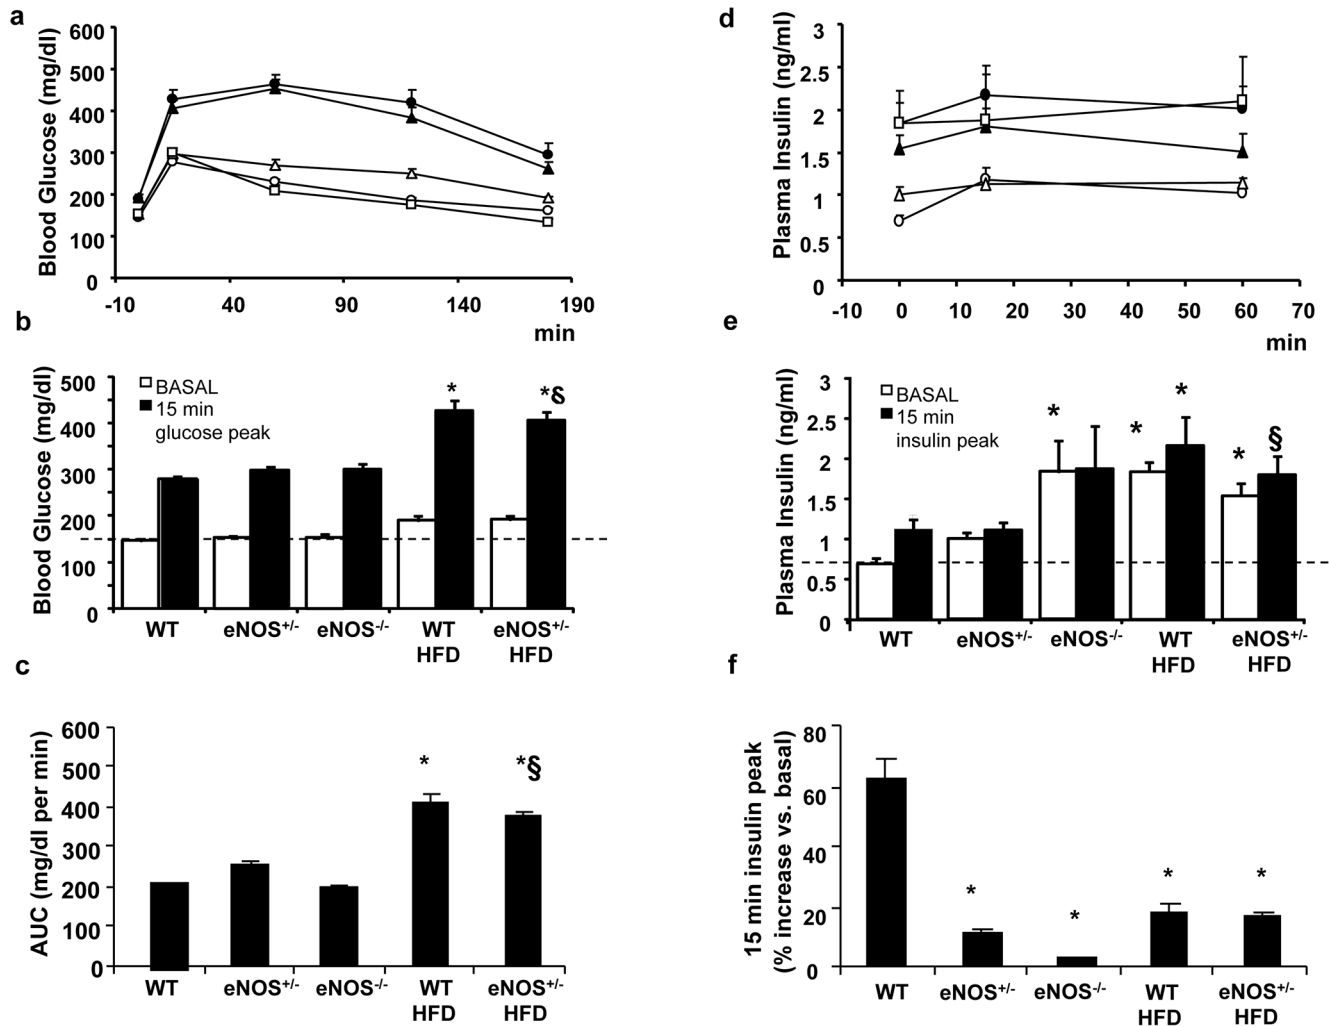 a
Blood Glucose (mg/dl)
600
500
400
300
200
100
0
-10 40 90 140 190
min
b
Blood Glucose (mg/dl)
500
400
300
200
100
0
BASAL
15 min
glucose peak
*
*§
WT eNOS+/- eNOS-/- WT eNOS+/-
HFD HFD
c
AUC (mg/dl per min)
600
500
400
300
200
100
0
*
*§
WT eNOS+/- eNOS-/- WT eNOS+/-
HFD HFD
d
Plasma Insulin (ng/ml)
3
2.5
2
1.5
1
0.5
0
-10 0 10 20 30 40 50 60 70
min
e
Plasma Insulin (ng/ml)
3
2.5
2
1.5
1
0.5
0
BASAL
15 min
insulin peak
*
*
*
*
§
WT eNOS+/- eNOS-/- WT eNOS+/-
HFD HFD
f
15 min insulin peak
(% increase vs. basal)
80
60
40
20
0
*
*
*
*
WT eNOS+/- eNOS-/- WT eNOS+/-
HFD HFD